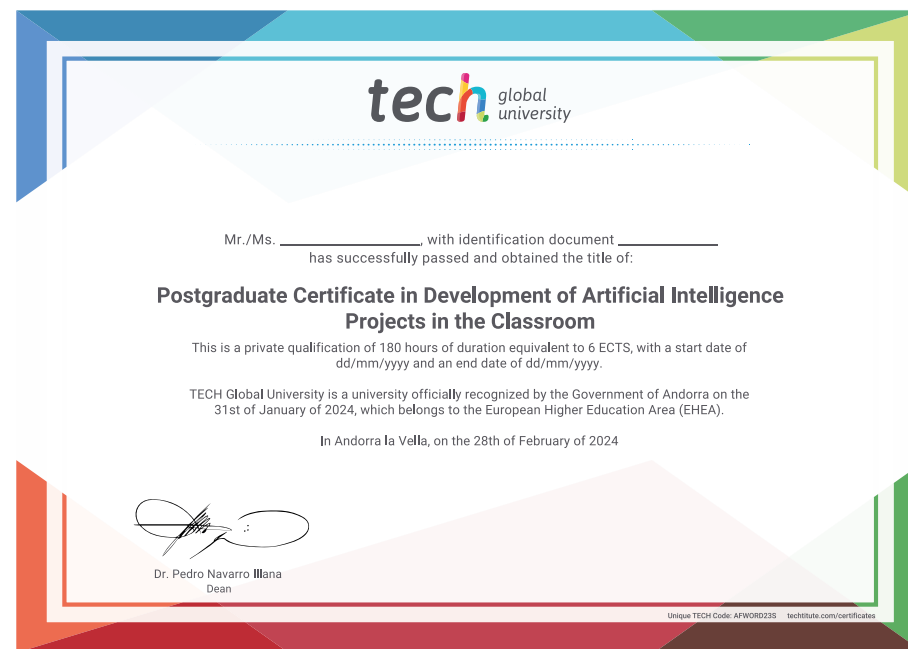 tech global university
Mr./Ms. ____________________, with identification document ______________
has successfully passed and obtained the title of:
Postgraduate Certificate in Development of Artificial Intelligence
Projects in the Classroom
This is a private qualification of 180 hours of duration equivalent to 6 ECTS, with a start date of
dd/mm/yyyy and an end date of dd/mm/yyyy.
TECH Global University is a university officially recognized by the Government of Andorra on the
31st of January of 2024, which belongs to the European Higher Education Area (EHEA).
In Andorra la Vella, on the 28th of February of 2024
Dr. Pedro Navarro Illana
Dean
Unique TECH Code: AFWORD23S techtitute.com/certificates